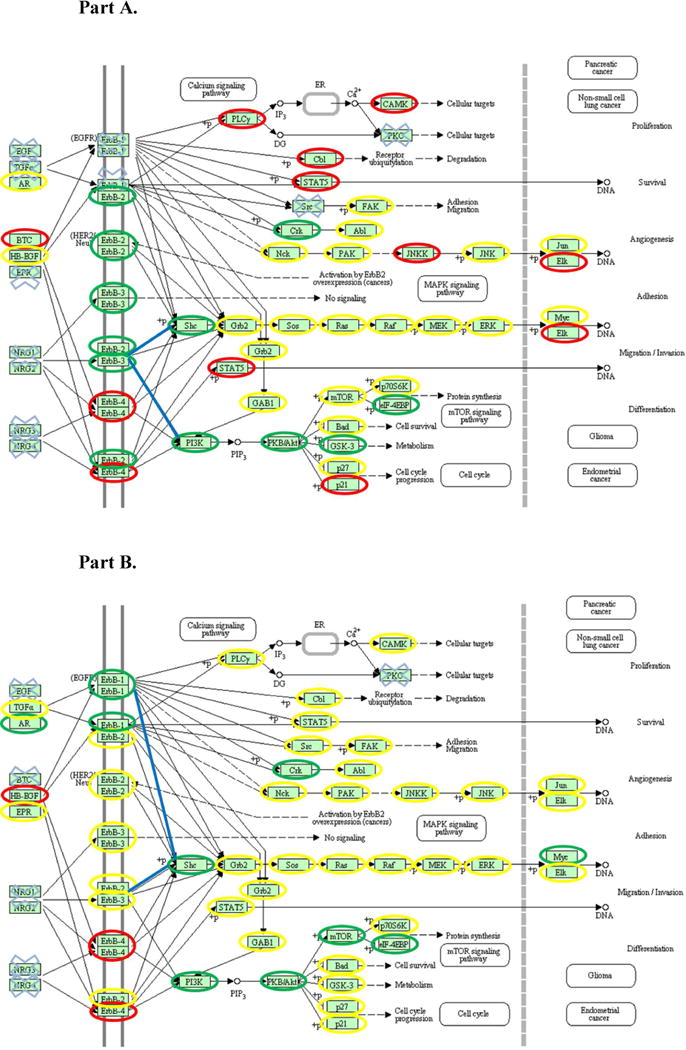 Part A.
Calcium signaling
pathway
ER
IP3
Ca2+
PLCγ
+p
CAMK
Cellular targets
DG
PKC
Cellular targets
Pancreatic
cancer
Non-small cell
lung cancer
Proliferation
(EGFR)
ErbB-1
ErbB-1
EGF
TGFα
AR
Cbl
Receptor
ubiquitylation
Degradation
STAT5
DNA
Survival
ErbB-2
Src
+p
FAK
Adhesion
Migration
Crk
Abl
BTC
HB-EGF
EPR
(HER2/
Neu)
ErbB-2
ErbB-2
Nck
PAK
JNKK
+p
JNK
+p
Jun
Elk
DNA
Angiogenesis
Activation by ErbB2
overexpression (cancers)
MAPK signaling
pathway
ErbB-3
ErbB-3
No signaling
Adhesion
+p
Shc
Grb2
Sos
Ras
Raf
+p
MEK
+p
ERK
+p
Myc
Elk
DNA
NRG1
NRG2
ErbB-2
ErbB-3
Grb2
STAT5
+p
DNA
Migration / Invasion
ErbB-4
ErbB-4
GAB1
+p
mTOR
p70S6K
eIF-4EBP
Protein synthesis
mTOR signaling
pathway
Differentiation
NRG3
NRG4
PI3K
PIP3
+p
PKB/Akt
Bad
Cell survival
GSK-3
Metabolism
Glioma
ErbB-2
ErbB-4
p27
+p
p21
Cell cycle
progression
Cell cycle
Endometrial
cancer
Part B.
Calcium signaling
pathway
ER
IP3
Ca2+
PLCγ
+p
CAMK
Cellular targets
DG
PKC
Cellular targets
Pancreatic
cancer
Non-small cell
lung cancer
Proliferation
(EGFR)
ErbB-1
ErbB-1
EGF
TGFα
AR
Cbl
Receptor
ubiquitylation
Degradation
ErbB-1
ErbB-2
STAT5
DNA
Survival
Src
+p
FAK
Adhesion
Migration
Crk
Abl
BTC
HB-EGF
EPR
(HER2/
Neu)
ErbB-2
ErbB-2
Nck
PAK
JNKK
+p
JNK
+p
Jun
Elk
DNA
Angiogenesis
Activation by ErbB2
overexpression (cancers)
MAPK signaling
pathway
ErbB-3
ErbB-3
No signaling
Adhesion
+p
Shc
Grb2
Sos
Ras
Raf
+p
MEK
+p
ERK
+p
Myc
Elk
DNA
NRG1
NRG2
ErbB-2
ErbB-3
Grb2
STAT5
+p
DNA
Migration / Invasion
ErbB-4
ErbB-4
GAB1
+p
mTOR
p70S6K
eIF-4EBP
Protein synthesis
mTOR signaling
pathway
Differentiation
NRG3
NRG4
PI3K
PIP3
+p
PKB/Akt
Bad
Cell survival
GSK-3
Metabolism
Glioma
ErbB-2
ErbB-4
p27
+p
p21
Cell cycle
progression
Cell cycle
Endometrial
cancer